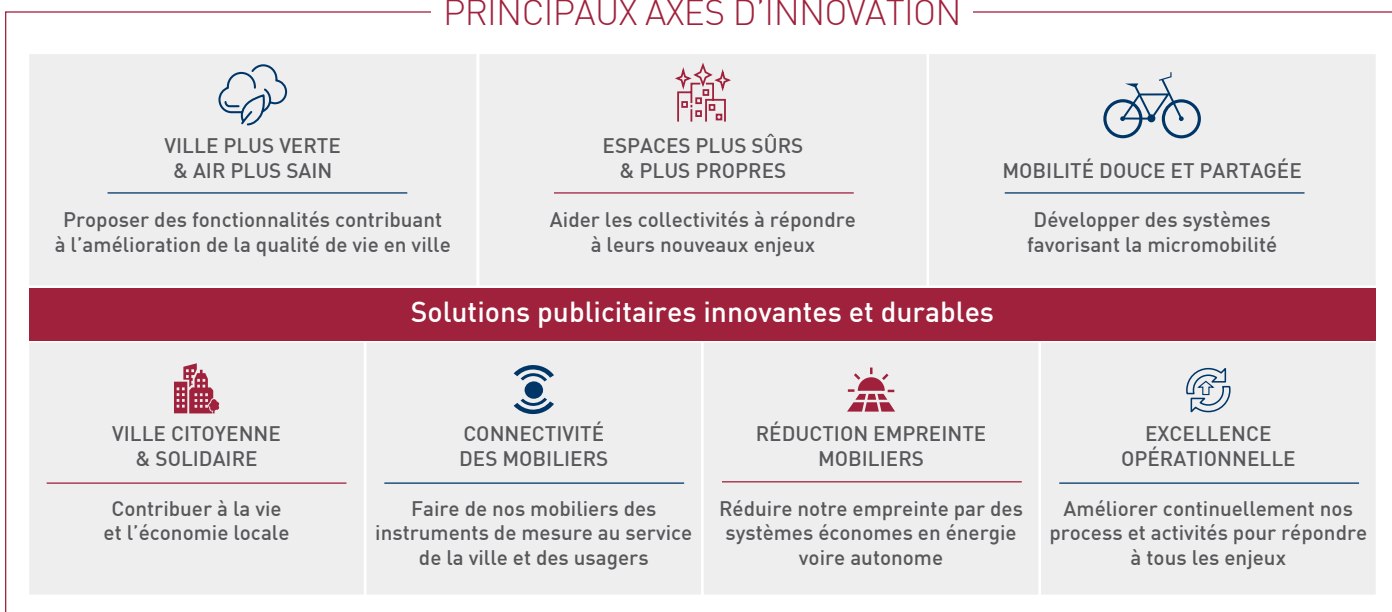 PRINCIPAUX AXES D'INNOVATION
VILLE PLUS VERTE
& AIR PLUS SAIN
Proposer des fonctionnalités contribuant
à l'amélioration de la qualité de vie en ville
ESPACES PLUS SÛRS
& PLUS PROPRES
Aider les collectivités à répondre
à leurs nouveaux enjeux
MOBILITÉ DOUCE ET PARTAGÉE
Développer des systèmes
favorisant la micromobilité
Solutions publicitaires innovantes et durables
VILLE CITOYENNE
& SOLIDAIRE
Contribuer à la vie
et l'économie locale
CONNECTIVITÉ
DES MOBILIERS
Faire de nos mobiliers des
instruments de mesure au service
de la ville et des usagers
RÉDUCTION EMPREINTE
MOBILIERS
Réduire notre empreinte par des
systèmes économes en énergie
voire autonome
EXCELLENCE
OPÉRATIONNELLE
Améliorer continuellement nos
process et activités pour répondre
à tous les enjeux